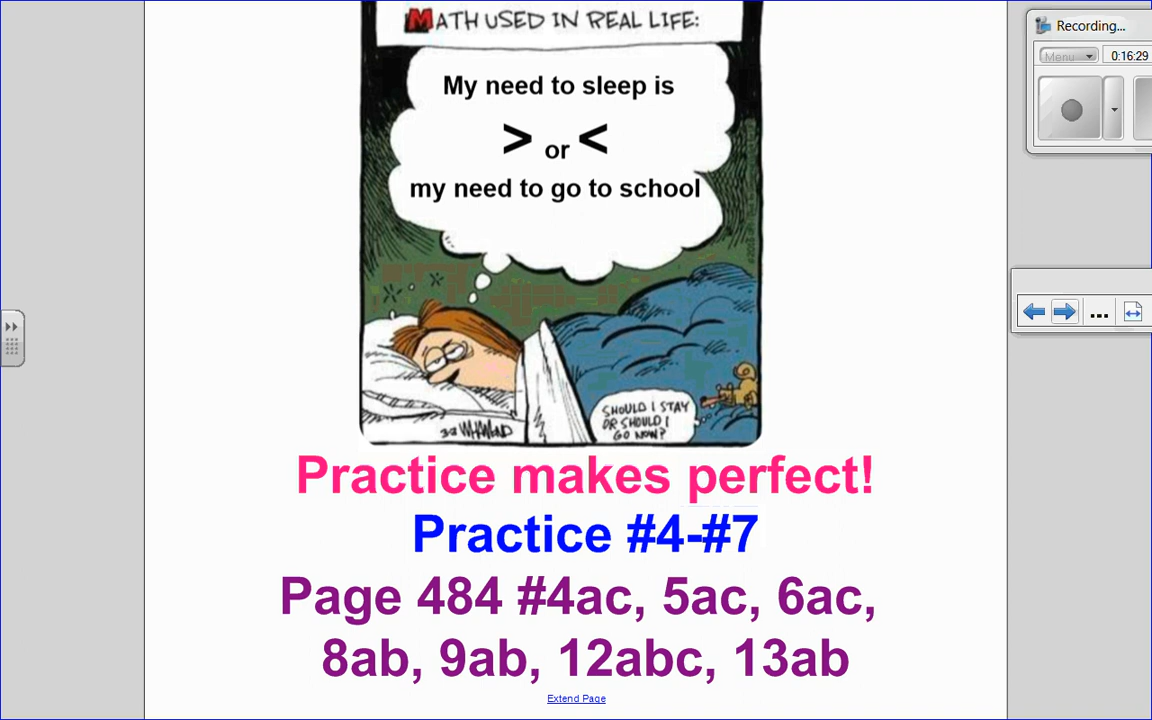 MATH USED IN REAL LIFE:
My need to sleep is
> or <
my need to go to school
SHOULD I STAY
OR SHOULD I
GO NOW?
Practice makes perfect!
Practice #4-#7
Page 484 #4ac, 5ac, 6ac,
8ab, 9ab, 12abc, 13ab
Extend Page
Recording...
Menu
0:16:29
...